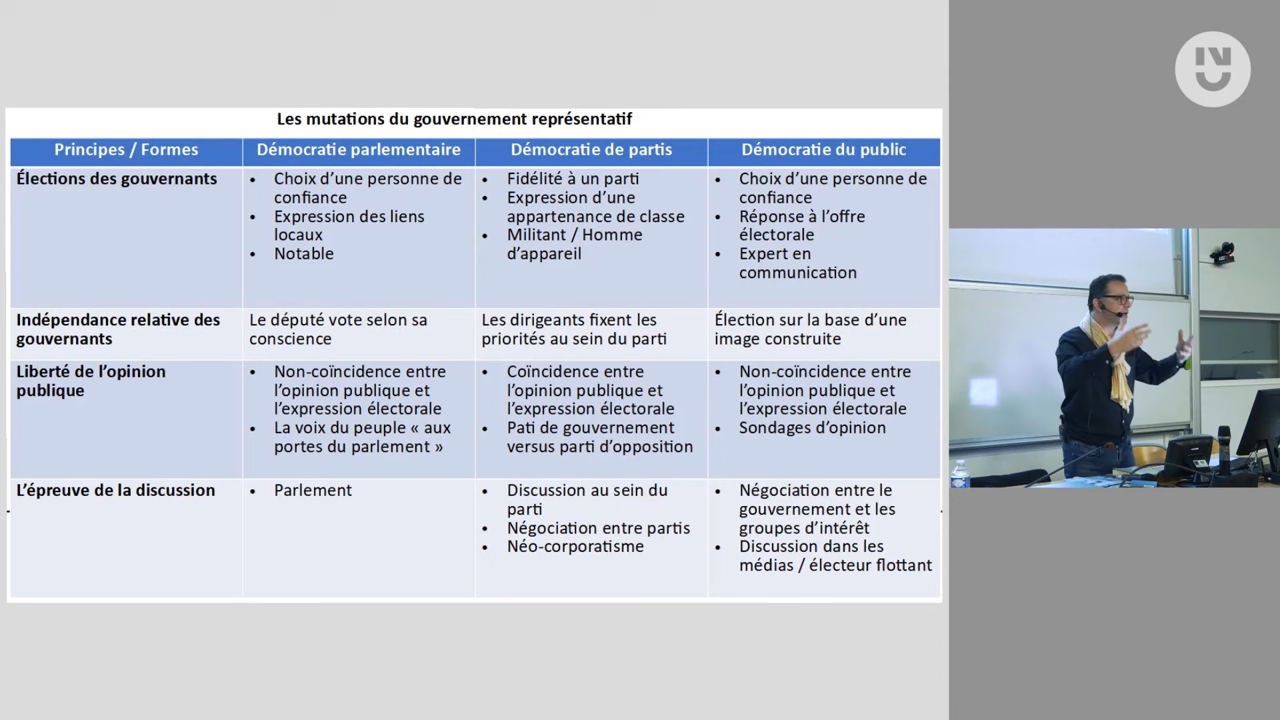 Les mutations du gouvernement représentatif
Principes / Formes
Démocratie parlementaire
Démocratie de partis
Démocratie du public
Élections des gouvernants
• Choix d’une personne de
confiance
• Expression des liens
locaux
• Notable
• Fidélité à un parti
• Expression d’une
appartenance de classe
• Militant / Homme
d’appareil
• Choix d’une personne de
confiance
• Réponse à l’offre
électorale
• Expert en
communication
Indépendance relative des
gouvernants
Le député vote selon sa
conscience
Les dirigeants fixent les
priorités au sein du parti
Élection sur la base d’une
image construite
Liberté de l’opinion
publique
• Non-coïncidence entre
l’opinion publique et
l’expression électorale
• La voix du peuple « aux
portes du parlement »
• Coïncidence entre
l’opinion publique et
l’expression électorale
• Pati de gouvernement
versus parti d’opposition
• Non-coïncidence entre
l’opinion publique et
l’expression électorale
• Sondages d’opinion
L’épreuve de la discussion
• Parlement
• Discussion au sein du
parti
• Négociation entre partis
• Néo-corporatisme
• Négociation entre le
gouvernement et les
groupes d’intérêt
• Discussion dans les
médias / électeur flottant